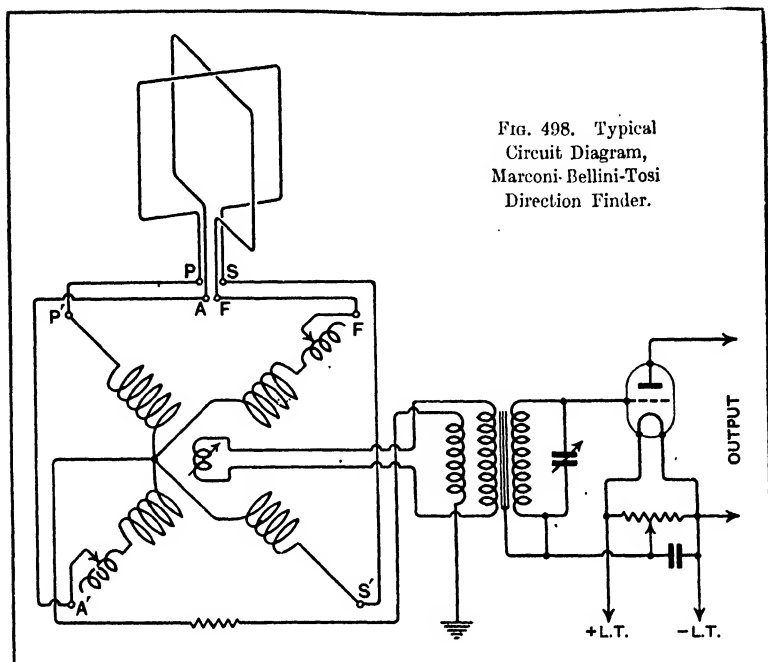 FIG. 498. Typical
Circuit Diagram,
Marconi-Bellini-Tosi
Direction Finder.
P S
A F
P' F
A' S'
OUTPUT
+L.T. -L.T.